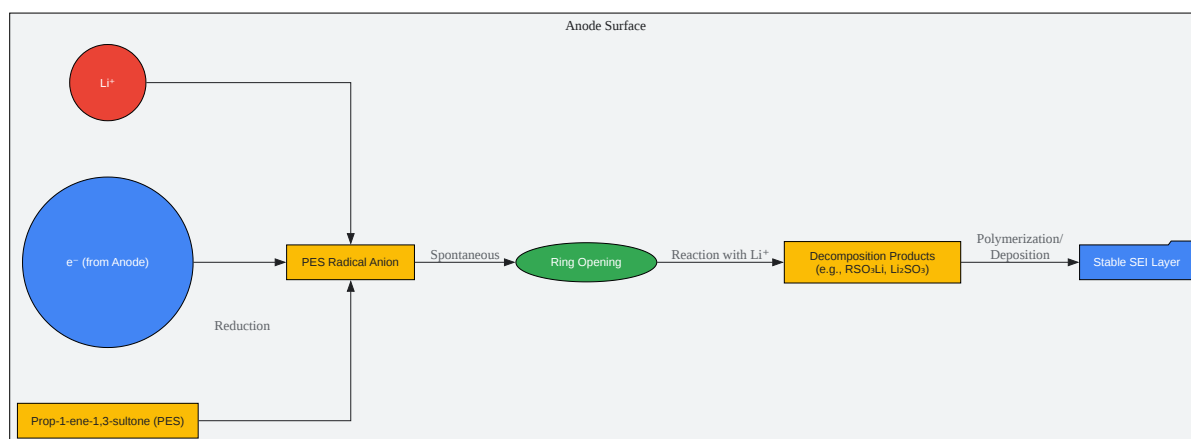 Anode Surface
Li⁺
e⁻ (from Anode)
PES Radical Anion
Spontaneous
Ring Opening
Reaction with Li⁺
Decomposition Products
(e.g., RSO₃Li, Li₂SO₃)
Polymerization/
Deposition
Stable SEI Layer
Reduction
Prop-1-ene-1,3-sultone (PES)